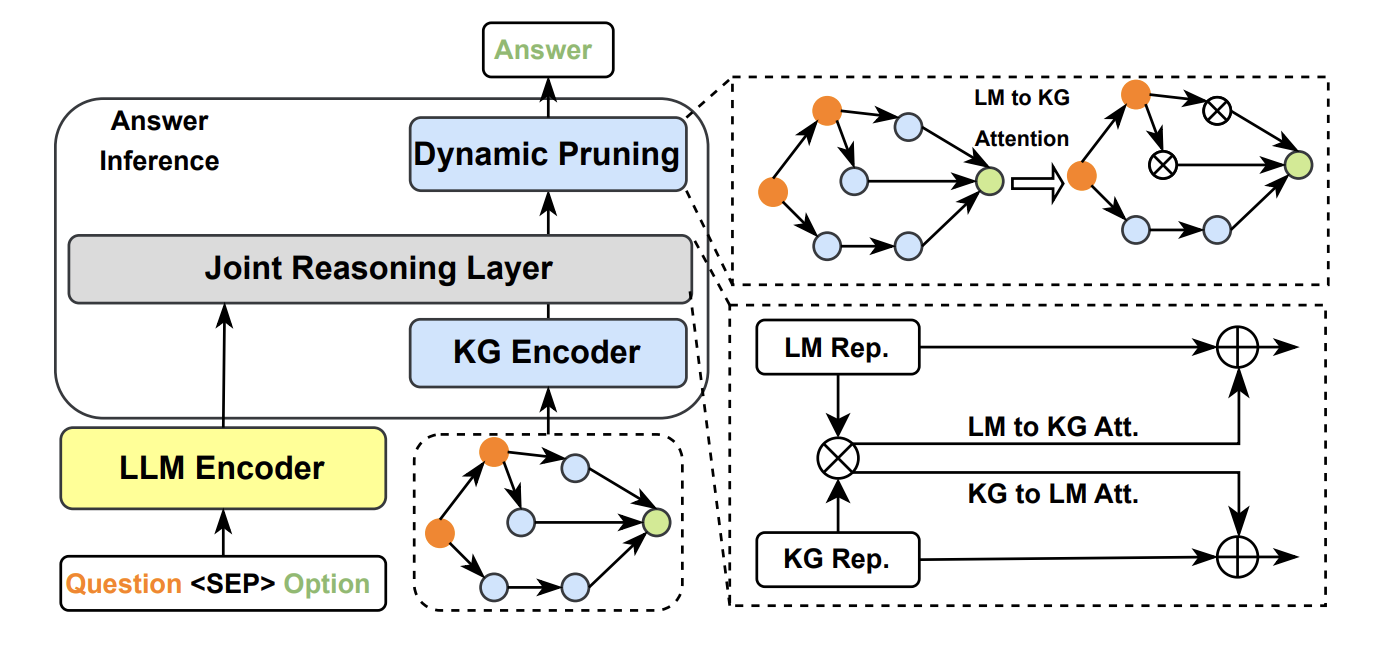 Answer
Answer
Inference
Dynamic Pruning
Joint Reasoning Layer
KG Encoder
LLM Encoder
Question <SEP> Option
LM to KG
Attention
LM Rep.
LM to KG Att.
KG to LM Att.
KG Rep.